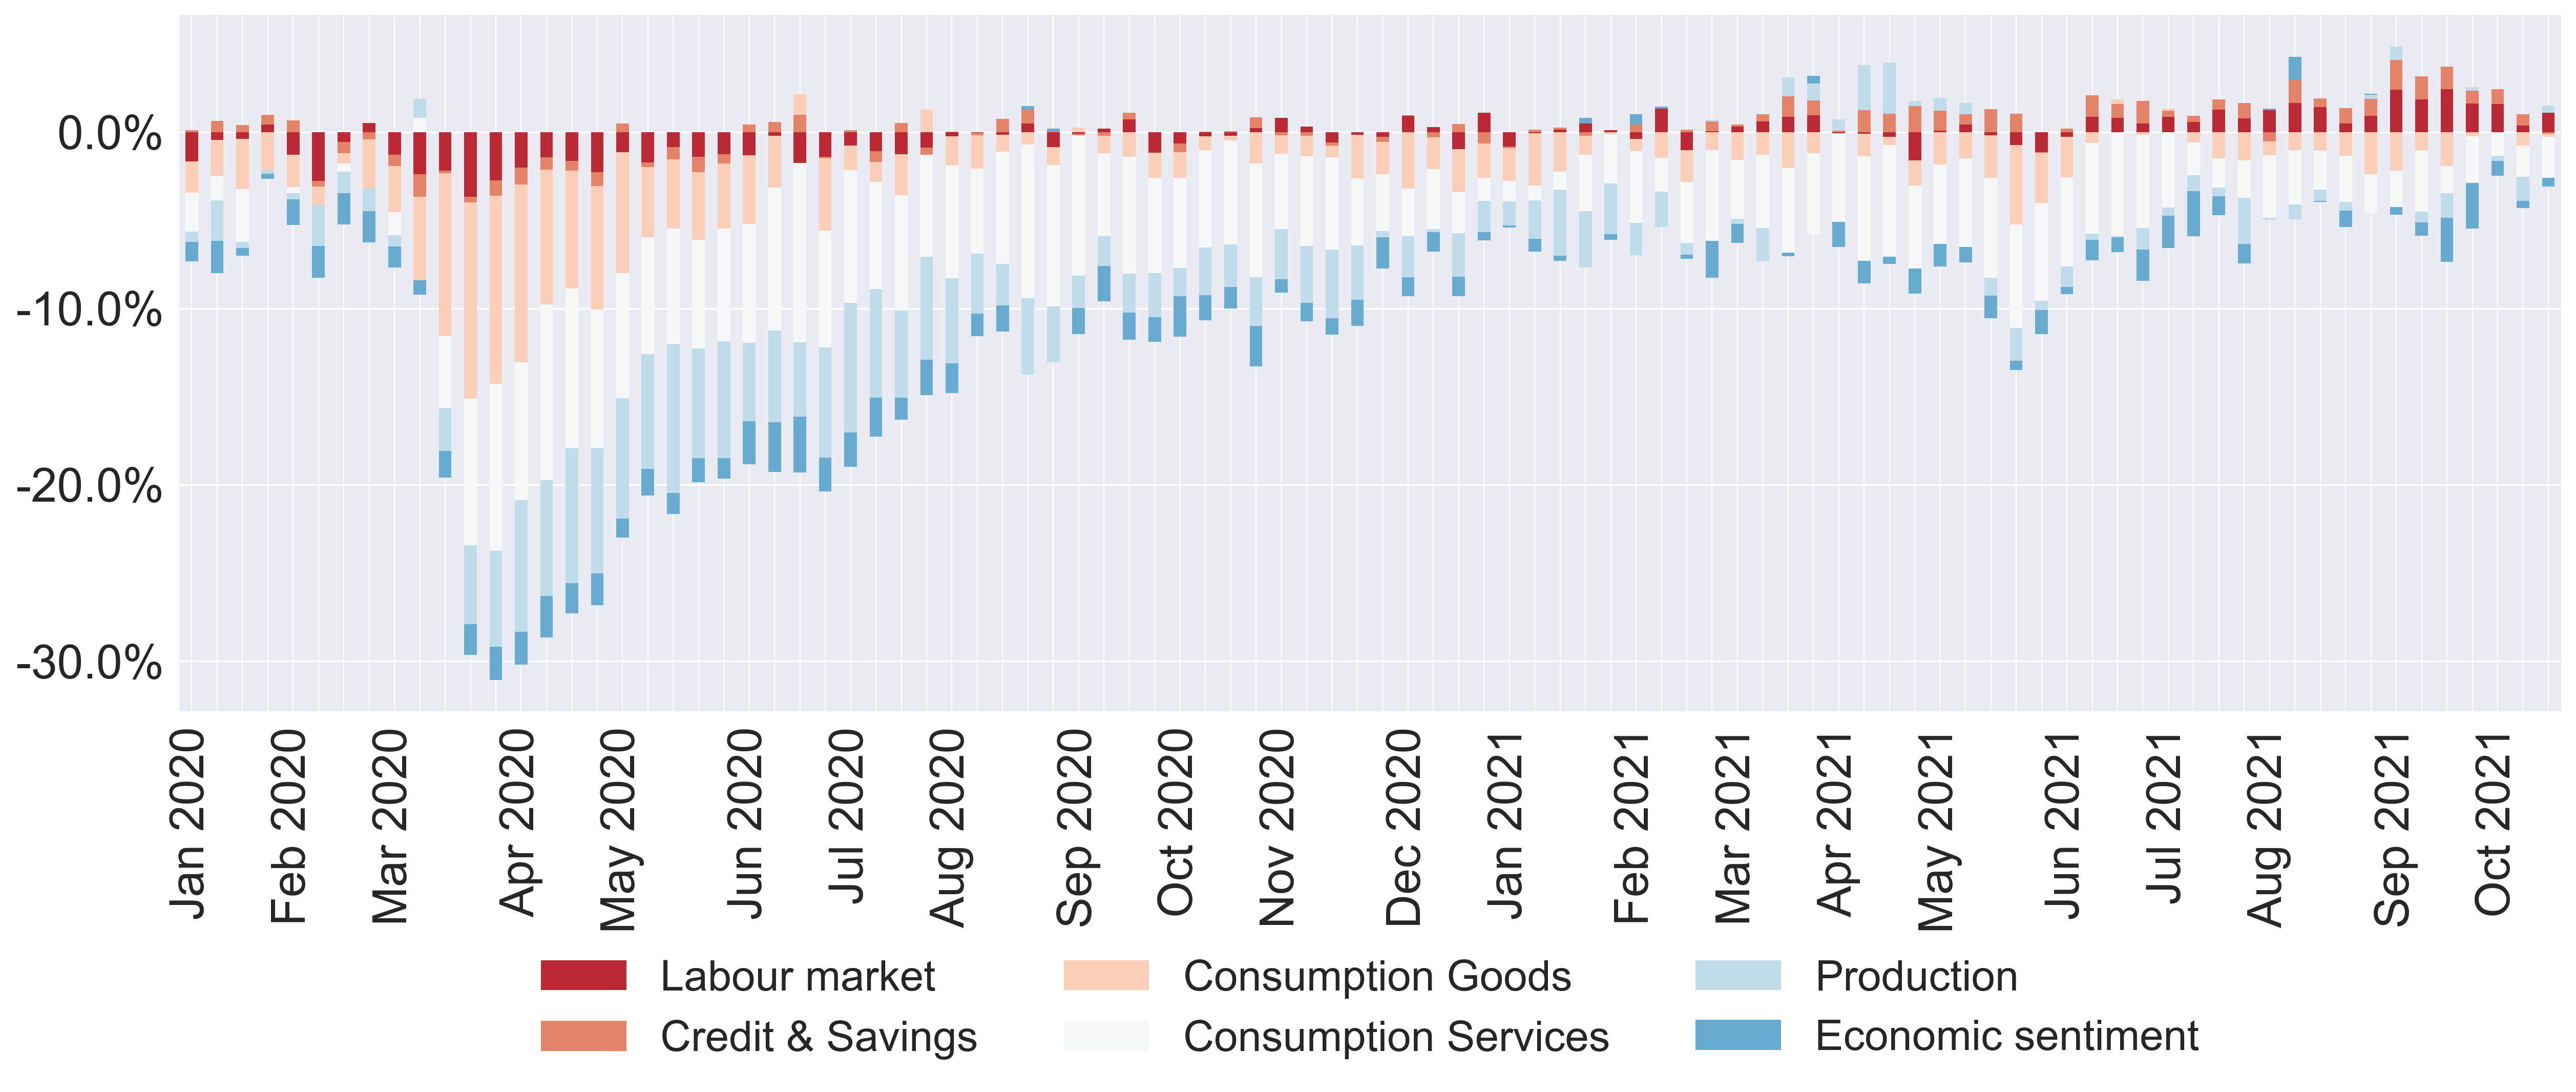 0.0%
-10.0%
-20.0%
-30.0%
Jan 2020
Feb 2020
Mar 2020
Apr 2020
May 2020
Jun 2020
Jul 2020
Aug 2020
Sep 2020
Oct 2020
Nov 2020
Dec 2020
Jan 2021
Feb 2021
Mar 2021
Apr 2021
May 2021
Jun 2021
Jul 2021
Aug 2021
Sep 2021
Oct 2021
Labour market
Consumption Goods
Production
Credit & Savings
Consumption Services
Economic sentiment